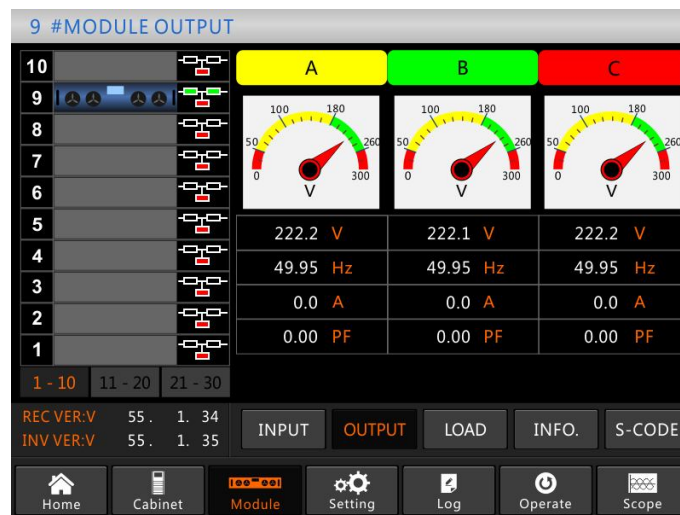 9 #MODULE OUTPUT
10
9
8
7
6
5
4
3
2
1
1 - 10 11 - 20 21 - 30
REC VER:V 55. 1. 34
INV VER:V 55. 1. 35
A B C
100 180 100 180 100 180
50 260 50 260 50 260
0 300 0 300 0 300
V V V
222.2 V 222.1 V 222.2 V
49.95 Hz 49.95 Hz 49.95 Hz
0.0 A 0.0 A 0.0 A
0.00 PF 0.00 PF 0.00 PF
INPUT OUTPUT LOAD INFO. S-CODE
Home Cabinet Module Setting Log Operate Scope